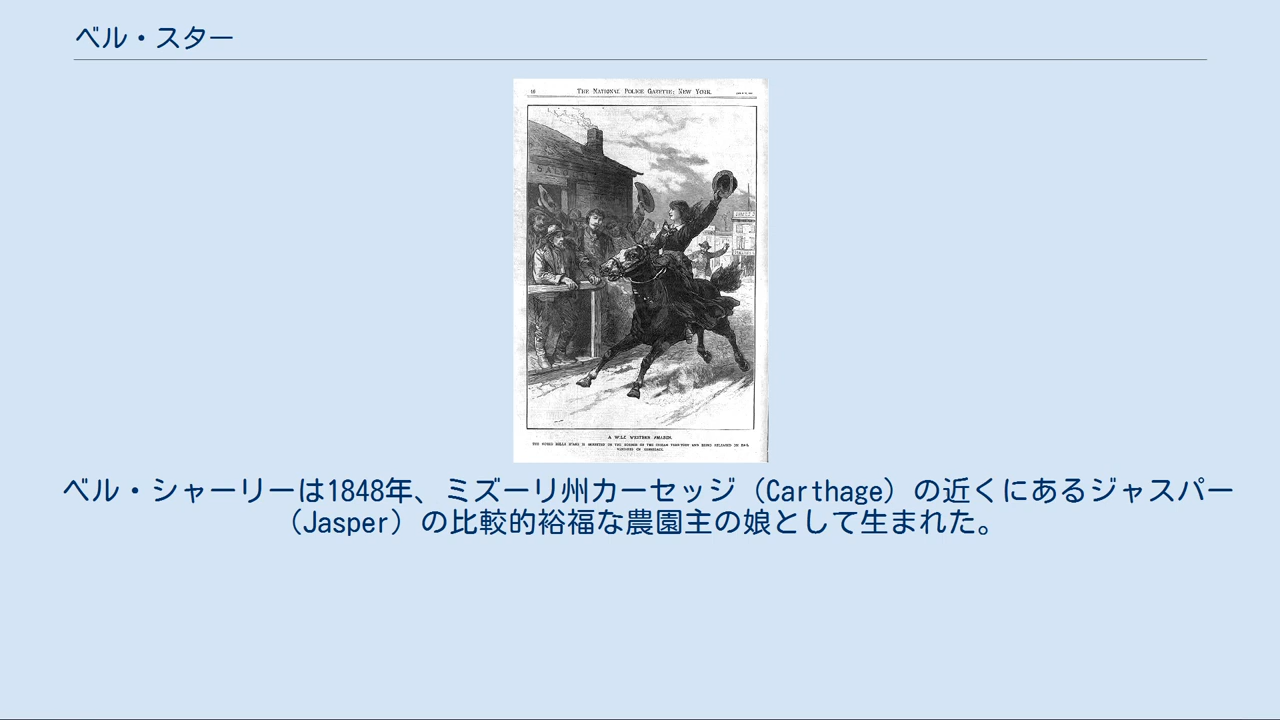 ベル・スター
18 THE NATIONAL POLICE GAZETTE: NEW YORK.
A WILD WESTERN AMAZON.
ベル・シャーリーは1848年、ミズーリ州カーセッジ（Carthage）の近くにあるジャスパー
（Jasper）の比較的裕福な農園主の娘として生まれた。